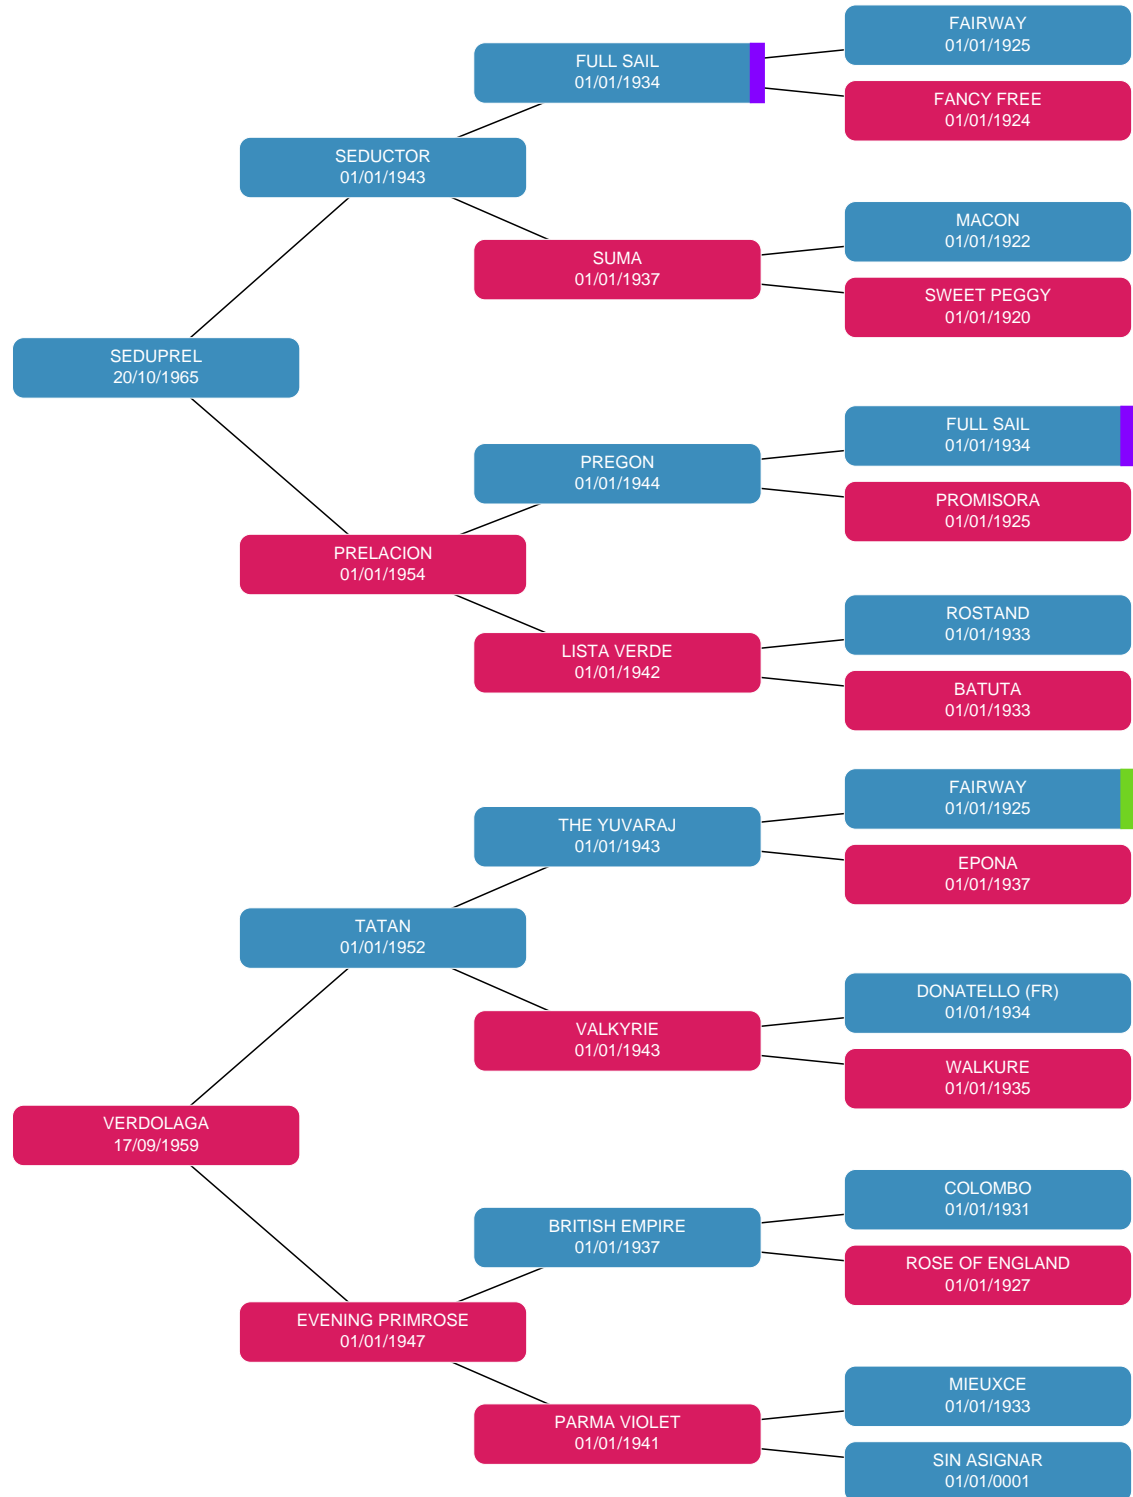 FAIRWAY
01/01/1925
FULL SAIL
01/01/1934
FANCY FREE
01/01/1924
SEDUCTOR
01/01/1943
MACON
01/01/1922
SUMA
01/01/1937
SWEET PEGGY
01/01/1920
SEDUPREL
20/10/1965
FULL SAIL
01/01/1934
PREGON
01/01/1944
PROMISORA
01/01/1925
PRELACION
01/01/1954
ROSTAND
01/01/1933
LISTA VERDE
01/01/1942
BATUTA
01/01/1933
FAIRWAY
01/01/1925
THE YUVARAJ
01/01/1943
EPONA
01/01/1937
TATAN
01/01/1952
DONATELLO (FR)
01/01/1934
VALKYRIE
01/01/1943
WALKURE
01/01/1935
VERDOLAGA
17/09/1959
COLOMBO
01/01/1931
BRITISH EMPIRE
01/01/1937
ROSE OF ENGLAND
01/01/1927
EVENING PRIMROSE
01/01/1947
MIEUXCE
01/01/1933
PARMA VIOLET
01/01/1941
SIN ASIGNAR
01/01/0001